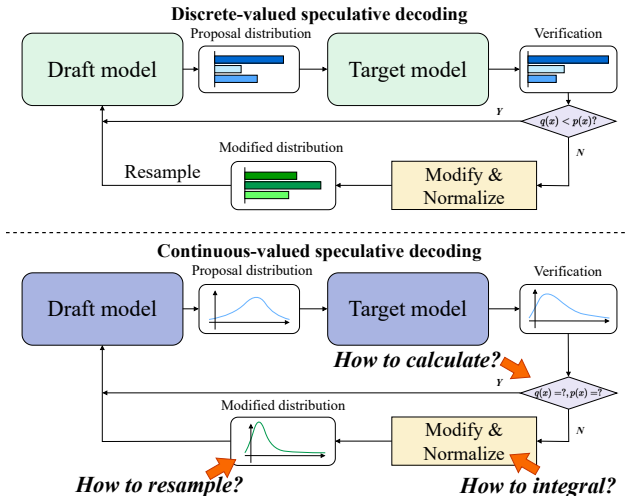 Discrete-valued speculative decoding
Proposal distribution
Verification
Draft model
Target model
Y
q(x) < p(x)?
Modified distribution
N
Resample
Modify &
Normalize
Continuous-valued speculative decoding
Proposal distribution
Verification
Draft model
Target model
How to calculate?
Y
q(x) =?, p(x) =?
Modified distribution
N
Modify &
Normalize
How to resample?
How to integral?